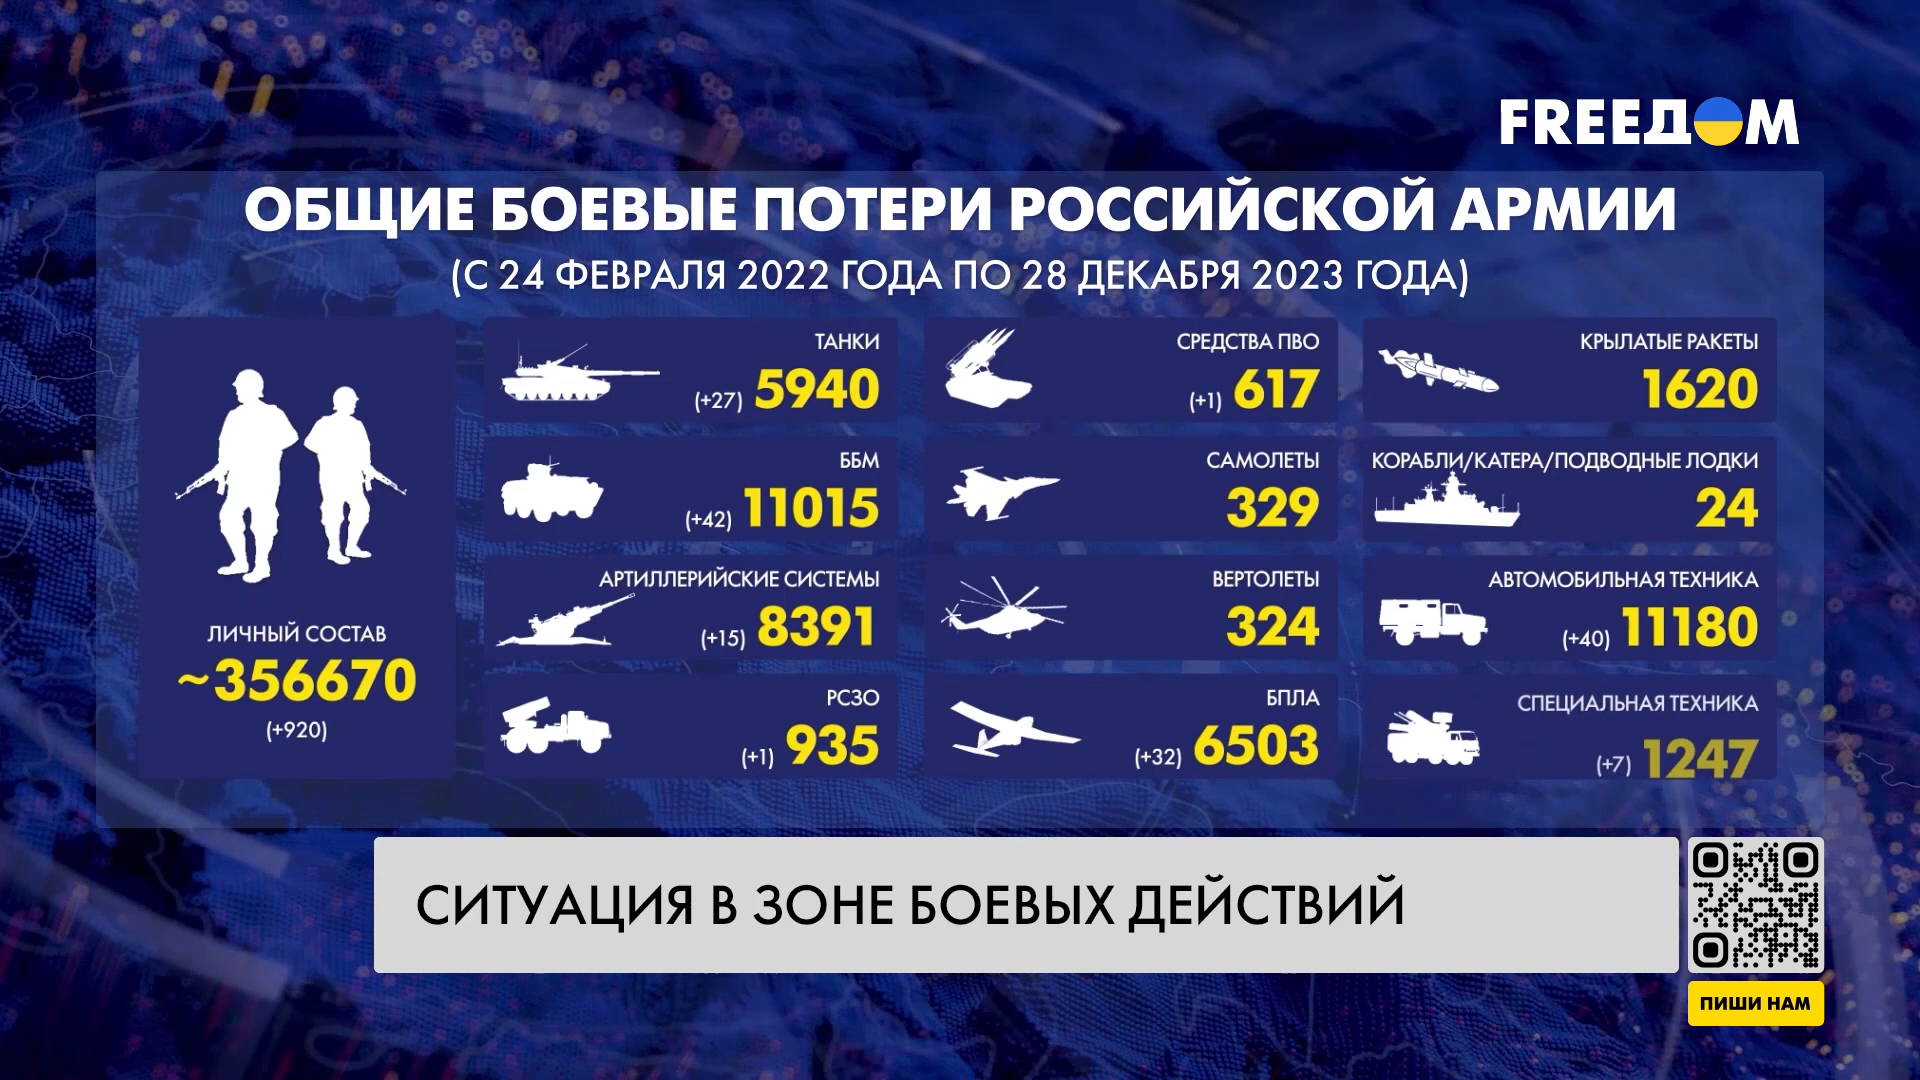 FREEДOM
ОБЩИЕ БОЕВЫЕ ПОТЕРИ РОССИЙСКОЙ АРМИИ
(С 24 ФЕВРАЛЯ 2022 ГОДА ПО 28 ДЕКАБРЯ 2023 ГОДА)
ЛИЧНЫЙ СОСТАВ
~356670
(+920)
ТАНКИ
(+27) 5940
ББМ
(+42) 11015
АРТИЛЛЕРИЙСКИЕ СИСТЕМЫ
(+15) 8391
РСЗО
(+1) 935
СРЕДСТВА ПВО
(+1) 617
САМОЛЕТЫ
329
ВЕРТОЛЕТЫ
324
БПЛА
(+32) 6503
КРЫЛАТЫЕ РАКЕТЫ
1620
КОРАБЛИ/КАТЕРА/ПОДВОДНЫЕ ЛОДКИ
24
АВТОМОБИЛЬНАЯ ТЕХНИКА
(+40) 11180
СПЕЦИАЛЬНАЯ ТЕХНИКА
(+7) 1247
СИТУАЦИЯ В ЗОНЕ БОЕВЫХ ДЕЙСТВИЙ
ПИШИ НАМ